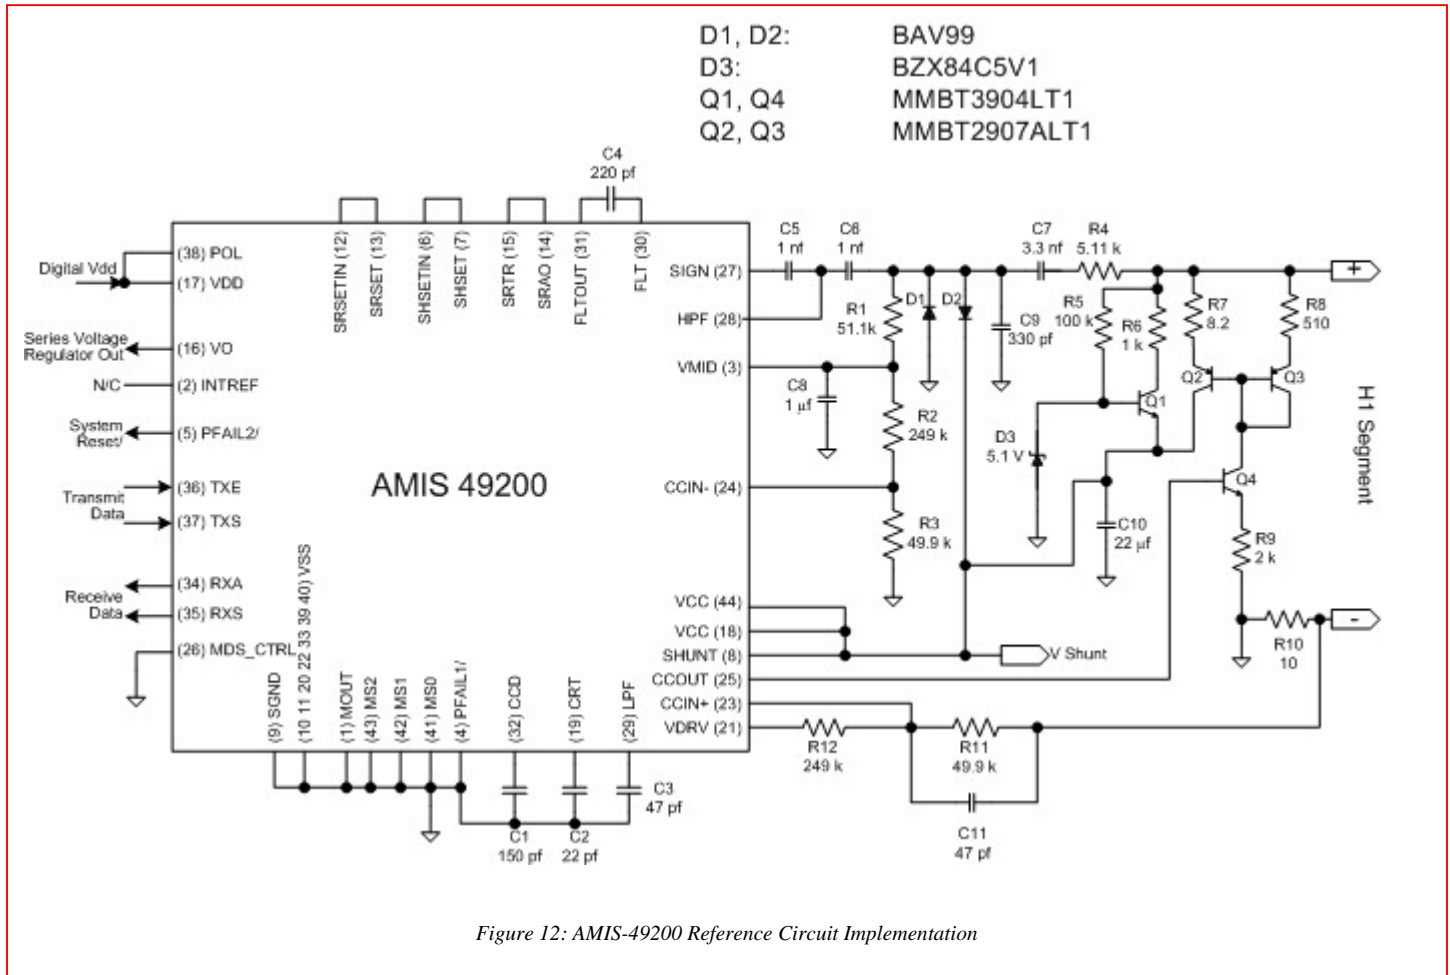 D1, D2: BAV99
D3: BZX84C5V1
Q1, Q4 MMBT3904LT1
Q2, Q3 MMBT2907ALT1
C4
220 pf
SRSETIN (12)
SRSET (13)
SHSETIN (6)
SHSET (7)
SRTR (15)
SRAO (14)
FLTOUT (31)
FLT (30)
Digital Vdd
(38) POL
(17) VDD
Series Voltage
Regulator Out
(16) VO
N/C
(2) INTREF
System
Reset/
(5) PFAIL2/
Transmit
Data
(36) TXE
(37) TXS
Receive
Data
(34) RXA
(35) RXS
(26) MDS_CTRL
AMIS 49200
SIGN (27)
HPF (28)
VMID (3)
CCIN- (24)
VCC (44)
VCC (18)
SHUNT (8)
CCOUT (25)
CCIN+ (23)
VDRV (21)
(9) SGND
(10 11 20 22 33 39 40) VSS
(1) MOUT
(43) MS2
(42) MS1
(41) MS0
(4) PFAIL1/
(32) CCD
(19) CRT
(29) LPF
C1
150 pf
C2
22 pf
C3
47 pf
C5
1 nf
C6
1 nf
C7
3.3 nf
R4
5.11 k
R1
51.1k
D1
D2
C9
330 pf
R5
100 k
R6
1 k
R7
8.2
R8
510
+
C8
1 µf
R2
249 k
R3
49.9 k
D3
5.1 V
Q1
Q2
Q3
Q4
C10
22 µf
R9
2 k
R10
10
-
H1 Segment
V Shunt
R12
249 k
R11
49.9 k
C11
47 pf
Figure 12: AMIS-49200 Reference Circuit Implementation